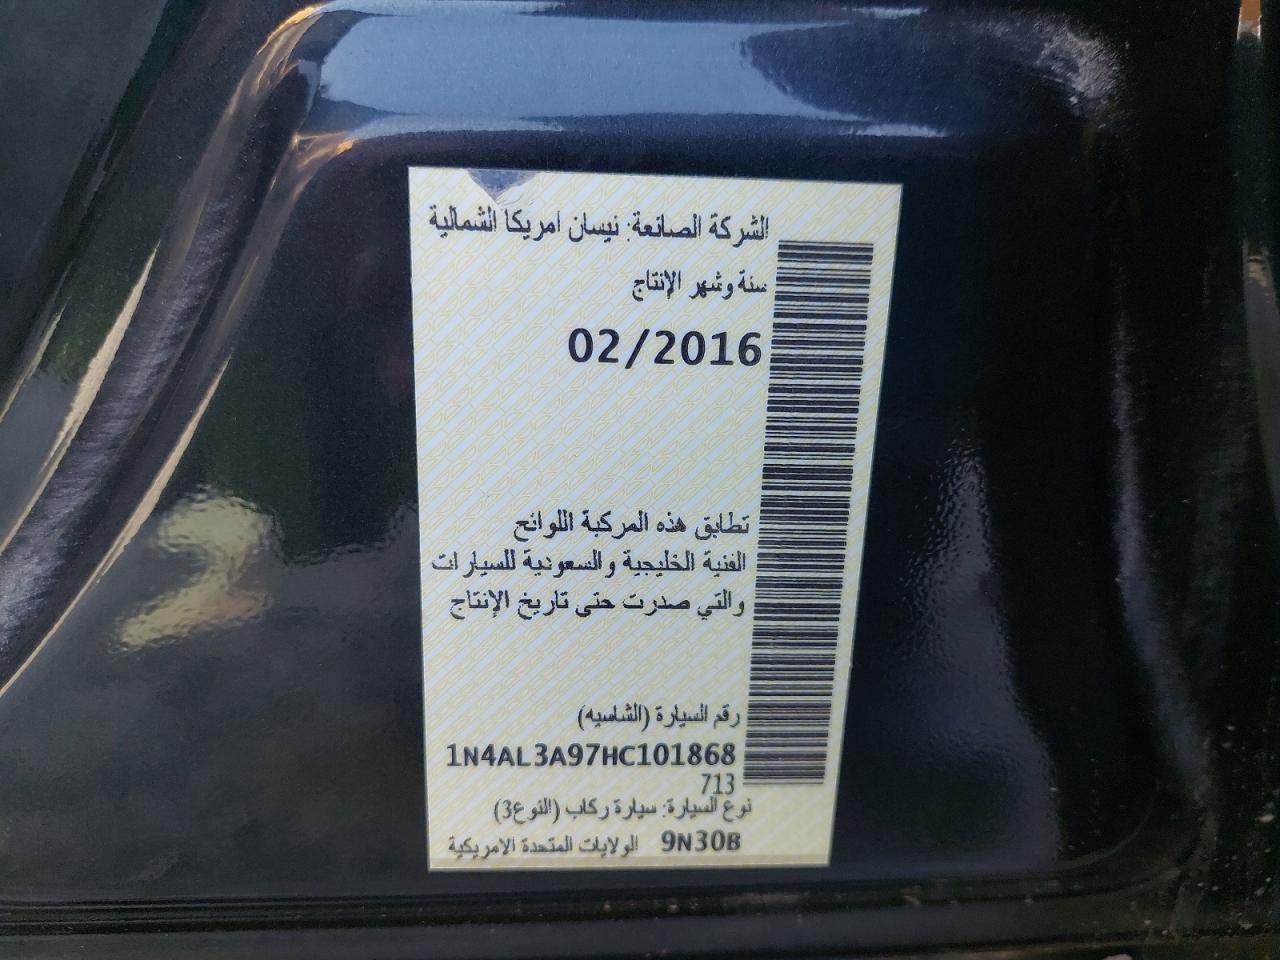 الشركة الصانعة: نيسان امريكا الشمالية
سنة وشهر الإنتاج
02/2016
تطابق هذه المركبة اللوائح
الفنية الخليجية والسعودية للسيارات
والتي صدرت حتى تاريخ الإنتاج
رقم السيارة (الشاسيه)
1N4AL3A97HC101868
713
نوع السيارة: سيارة ركاب (النوع3)
9N30B الولايات المتحدة الامريكية